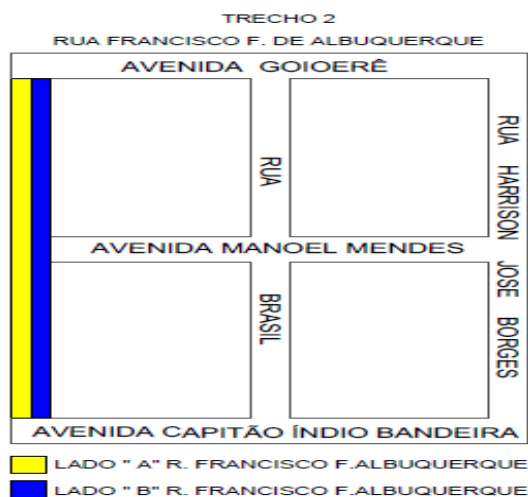 TRECHO 2
RUA FRANCISCO F. DE ALBUQUERQUE
AVENIDA GOIOERÊ
RUA BRASIL
RUA HARRISON JOSE BORGES
AVENIDA MANOEL MENDES
AVENIDA CAPITÃO ÍNDIO BANDEIRA
LADO " A" R. FRANCISCO F.ALBUQUERQUE
LADO "B" R. FRANCISCO F.ALBUQUERQUE